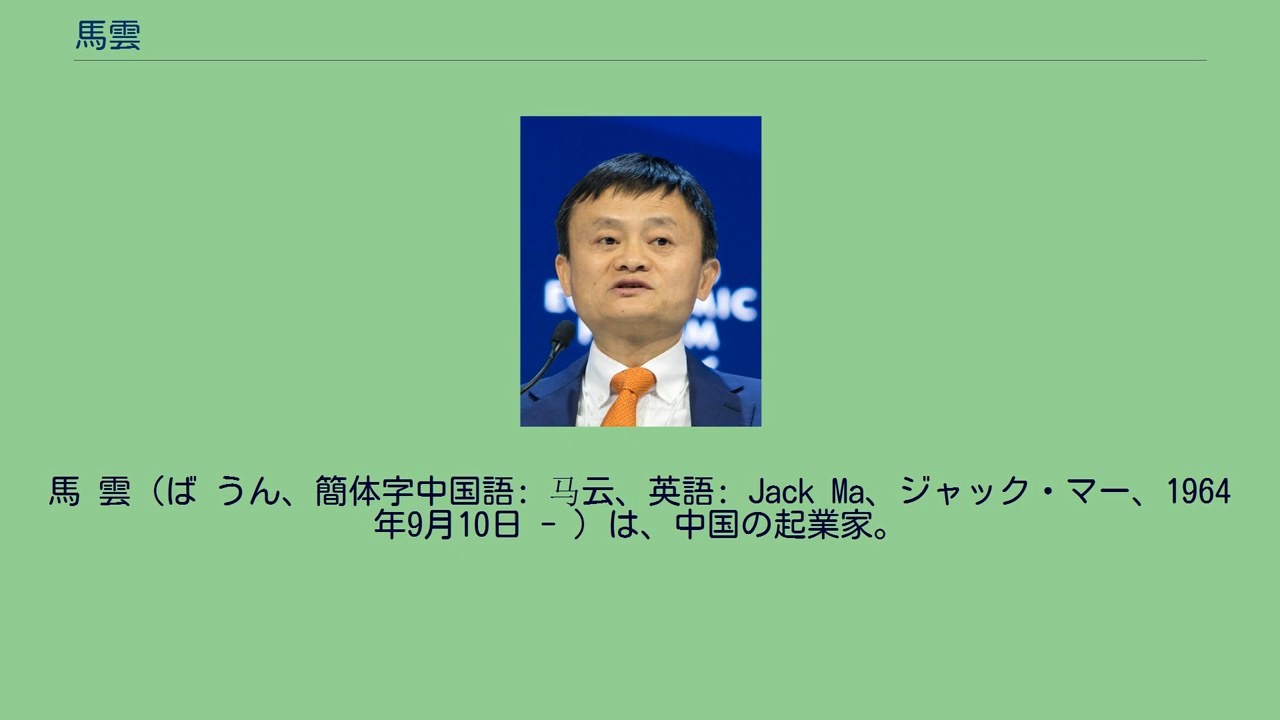 馬雲
馬 雲（ば うん、簡体字中国語: 马云、英語: Jack Ma、ジャック・マー、1964
年9月10日 - ）は、中国の起業家。